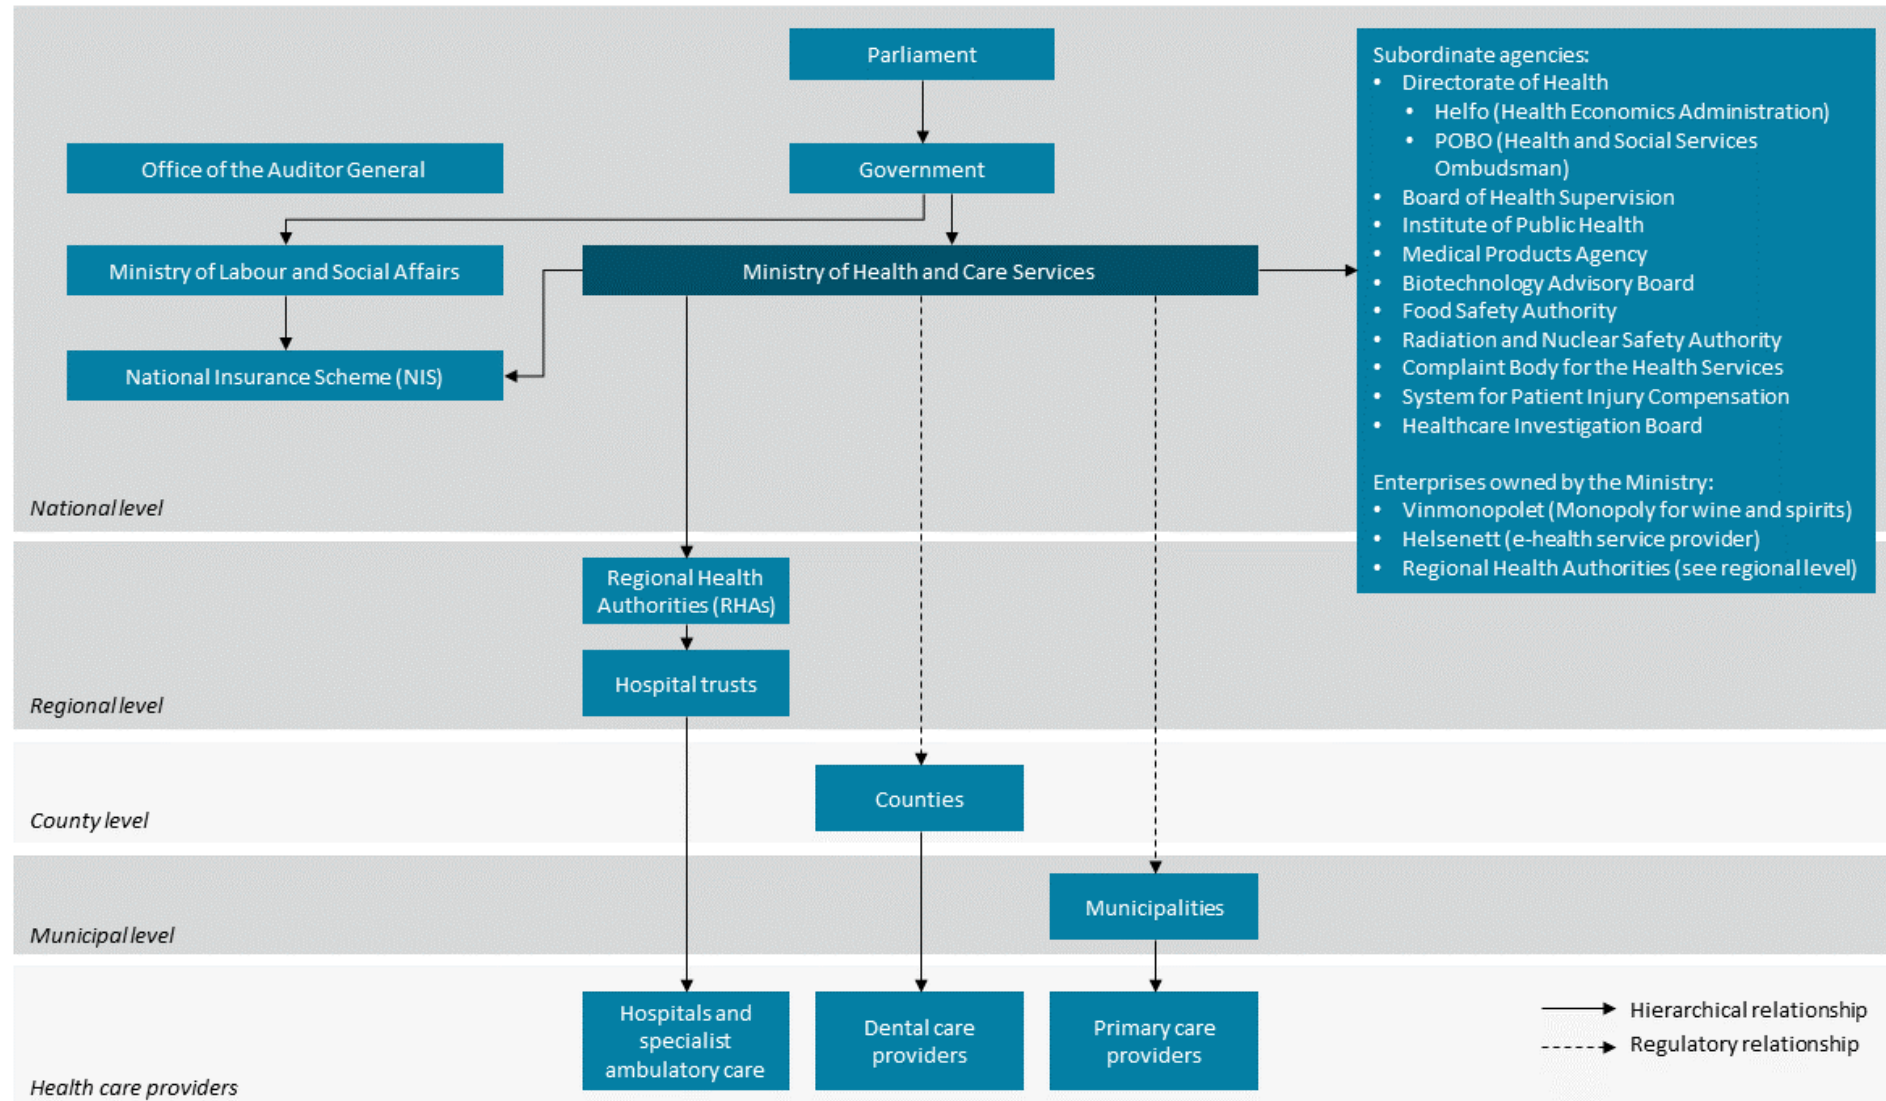 Parliament
Government
Office of the Auditor General
Ministry of Labour and Social Affairs
Ministry of Health and Care Services
National Insurance Scheme (NIS)
Subordinate agencies:
• Directorate of Health
• Helfo (Health Economics Administration)
• POBO (Health and Social Services
Ombudsman)
• Board of Health Supervision
• Institute of Public Health
• Medical Products Agency
• Biotechnology Advisory Board
• Food Safety Authority
• Radiation and Nuclear Safety Authority
• Complaint Body for the Health Services
• System for Patient Injury Compensation
• Healthcare Investigation Board
Enterprises owned by the Ministry:
• Vinmonopolet (Monopoly for wine and spirits)
• Helsenett (e-health service provider)
• Regional Health Authorities (see regional level)
National level
Regional Health
Authorities (RHAs)
Hospital trusts
Regional level
Counties
County level
Municipalities
Municipal level
Hospitals and
specialist
ambulatory care
Dental care
providers
Primary care
providers
Hierarchical relationship
Regulatory relationship
Health care providers